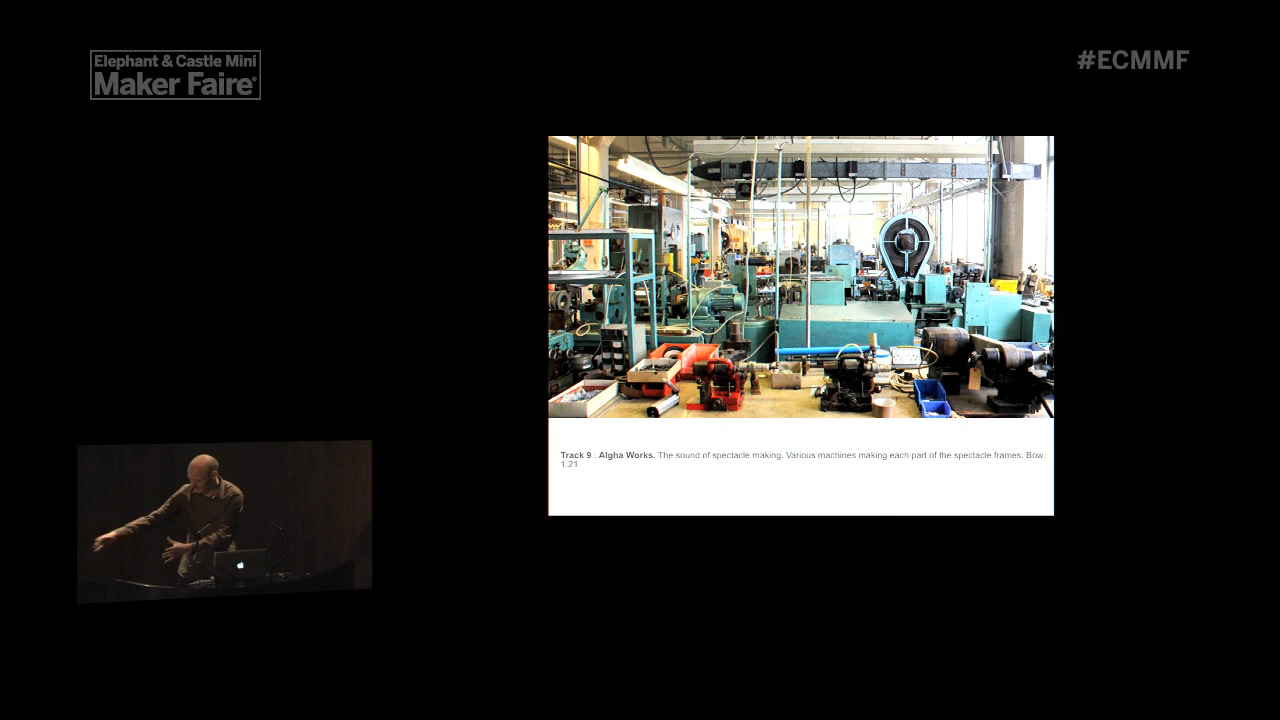 Elephant & Castle Mini
Maker Faire®
#ECMMF
Track 9 : Algha Works. The sound of spectacle making. Various machines making each part of the spectacle frames. Bow.
1:21